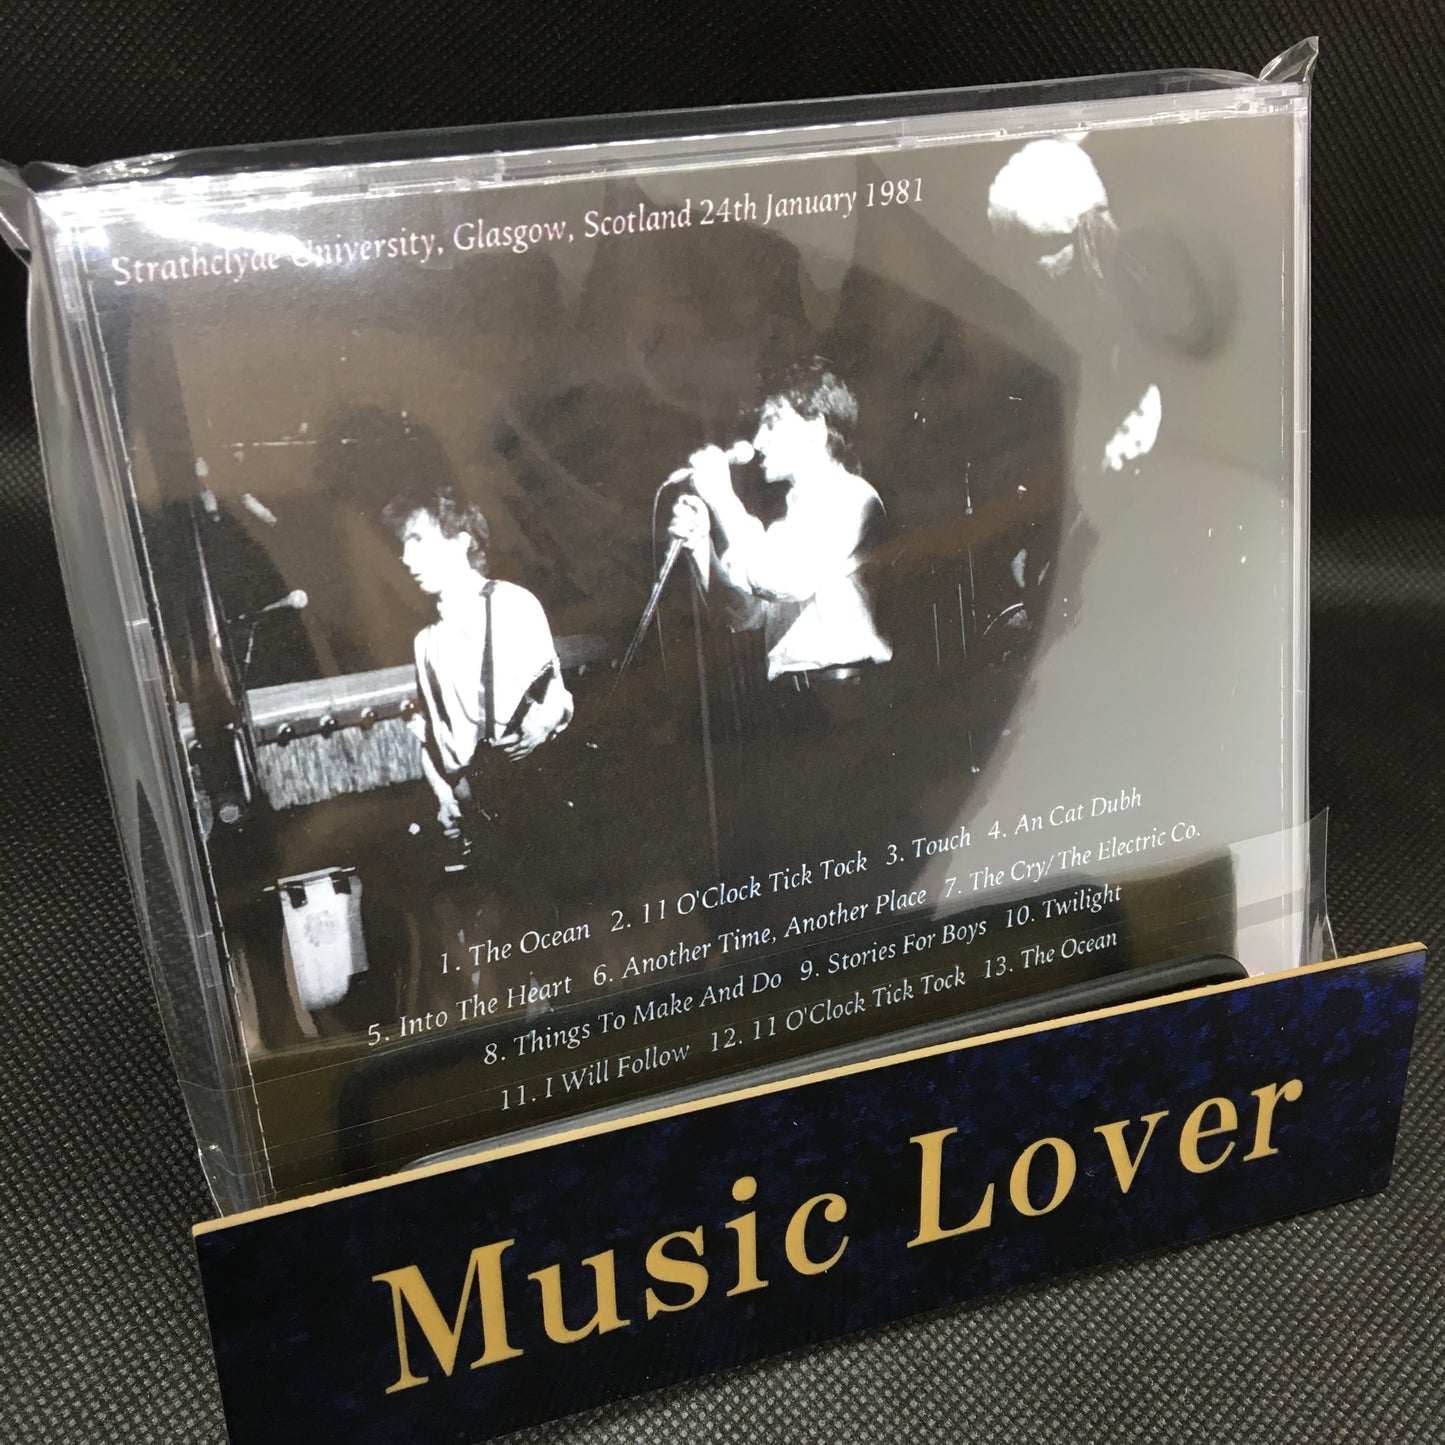 Strathclyde University, Glasgow, Scotland 24th January 1981
1. The Ocean 2. 11 O'Clock Tick Tock 3. Touch 4. An Cat Dubh
5. Into The Heart 6. Another Time, Another Place 7. The Cry/ The Electric Co.
8. Things To Make And Do 9. Stories For Boys 10. Twilight
11. I Will Follow 12. 11 O'Clock Tick Tock 13. The Ocean
Music Lover